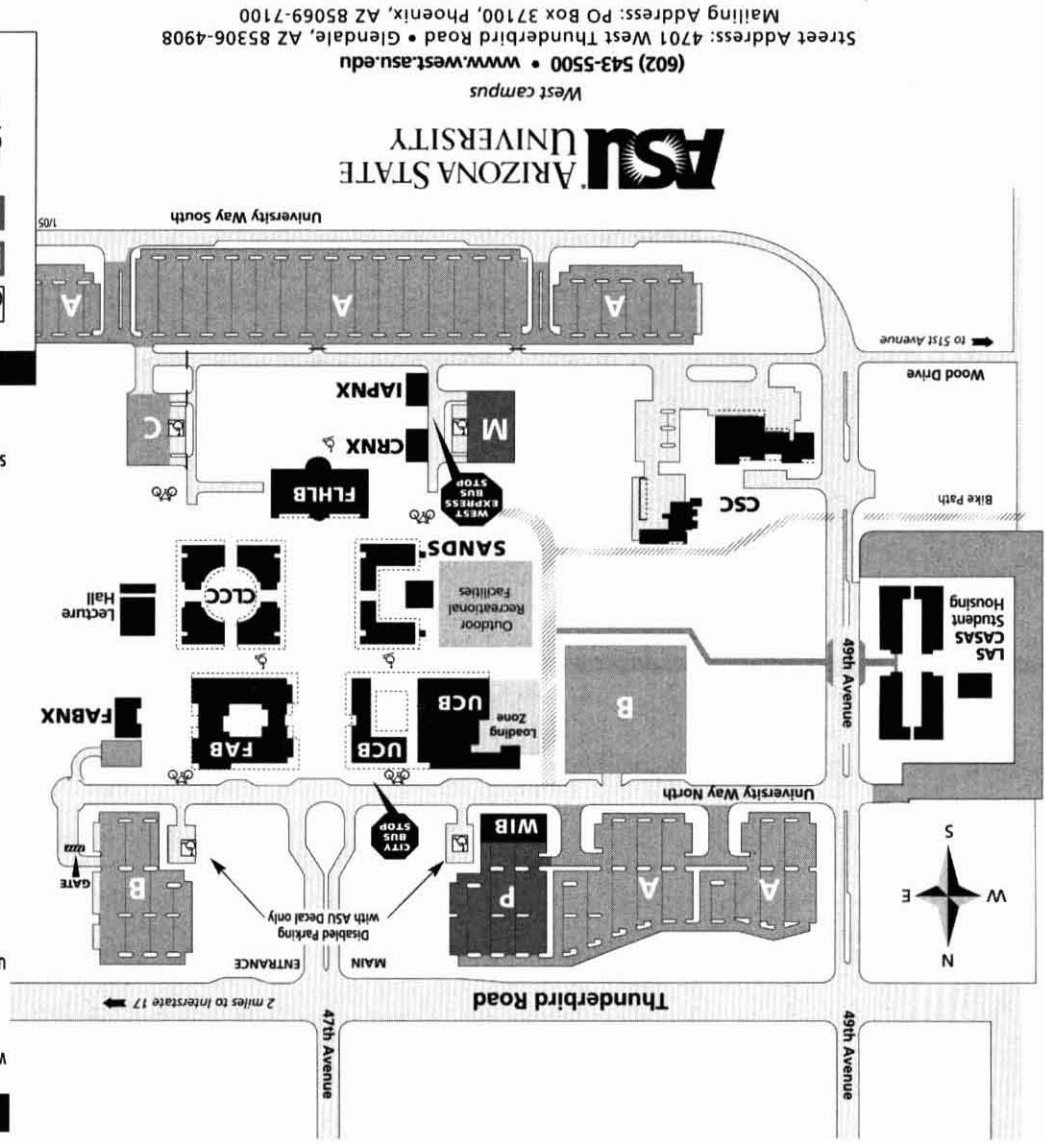 49th Avenue
47th Avenue
Thunderbird Road
2 miles to Interstate 17
MAIN
ENTRANCE
N
W
E
S
A
A
P
WIB
Disabled Parking
with ASU Decal only
B
GATE
CITY
BUS
STOP
University Way North
LAS
CASAS
Student
Housing
49th Avenue
B
Loading
Zone
UCB
UCB
FAB
FABNX
Outdoor
Recreational
Facilities
SANDS
CLCC
Lecture
Hall
Bike Path
CSC
WEST
EXPRESS
BUS
STOP
FLHLB
M
CRNX
IAPNX
C
Wood Drive
to 51st Avenue
A
A
A
University Way South
1/05
ASU ARIZONA STATE
UNIVERSITY
West campus
(602) 543-5500 • www.west.asu.edu
Street Address: 4701 West Thunderbird Road • Glendale, AZ 85306-4908
Mailing Address: PO Box 37100, Phoenix, AZ 85069-7100